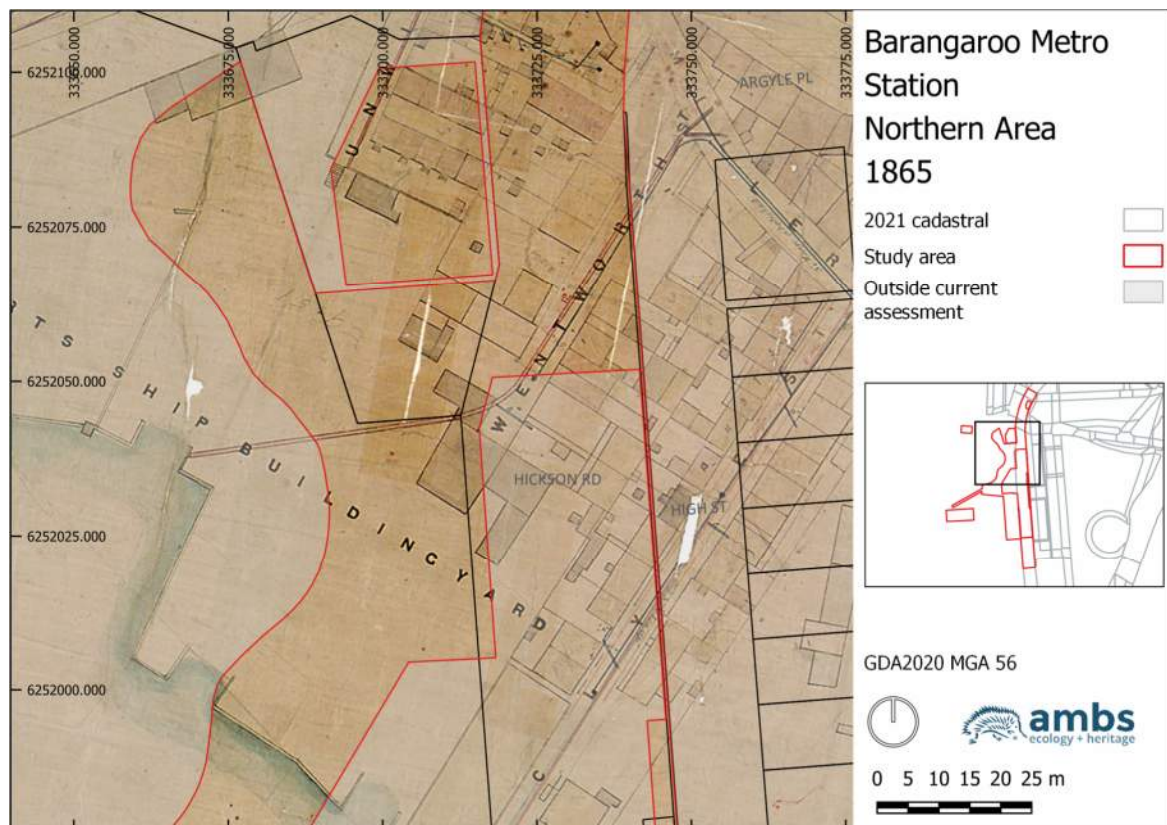 Barangaroo Metro
Station
Northern Area
1865
2021 cadastral
Study area
Outside current
assessment
GDA2020 MGA 56
ambs
ecology + heritage
0 5 10 15 20 25 m
333650.000
333675.000
333700.000
333725.000
333750.000
333775.000
6252100.000
6252075.000
6252050.000
6252025.000
6252000.000
ARGYLE PL
WENTWORTH ST
RTS SHIP BUILDING YARD
HICKSON RD
HIGH ST